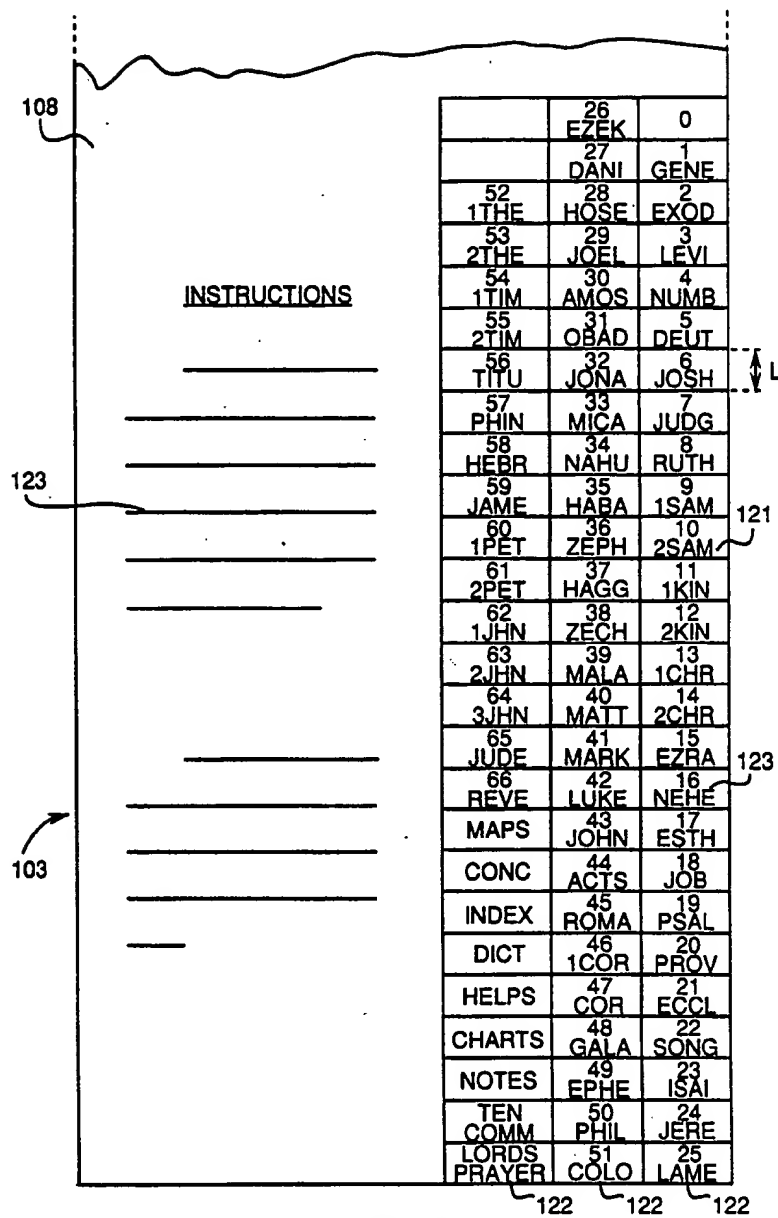 108
26 0
EZEK
27 1
DANI GENE
52 28 2
1THE HOSE EXOD
53 29 3
2THE JOEL LEVI
54 30 4
INSTRUCTIONS 1TIM AMOS NUMB
55 31 5
2TIM OBAD DEUT
56 32 6
TITU JONA JOSH L
57 33 7
PHIN MICA JUDG
58 34 8
HEBR NAHU RUTH
123 59 35 9
JAME HABA 1SAM
60 36 10 121
1PET ZEPH 2SAM
61 37 11
2PET HAGG 1KIN
62 38 12
1JHN ZECH 2KIN
63 39 13
2JHN MALA 1CHR
64 40 14
3JHN MATT 2CHR
65 41 15
JUDE MARK EZRA 123
66 42 16
REVE LUKE NEHE
MAPS 43 17
JOHN ESTH
103 CONC 44 18
ACTS JOB
INDEX 45 19
ROMA PSAL
DICT 46 20
1COR PROV
HELPS 47 21
COR ECCL
CHARTS 48 22
GALA SONG
NOTES 49 23
EPHE ISAI
TEN 50 24
COMM PHIL JERE
LORDS 51 25
PRAYER COLO LAME
122 122 122